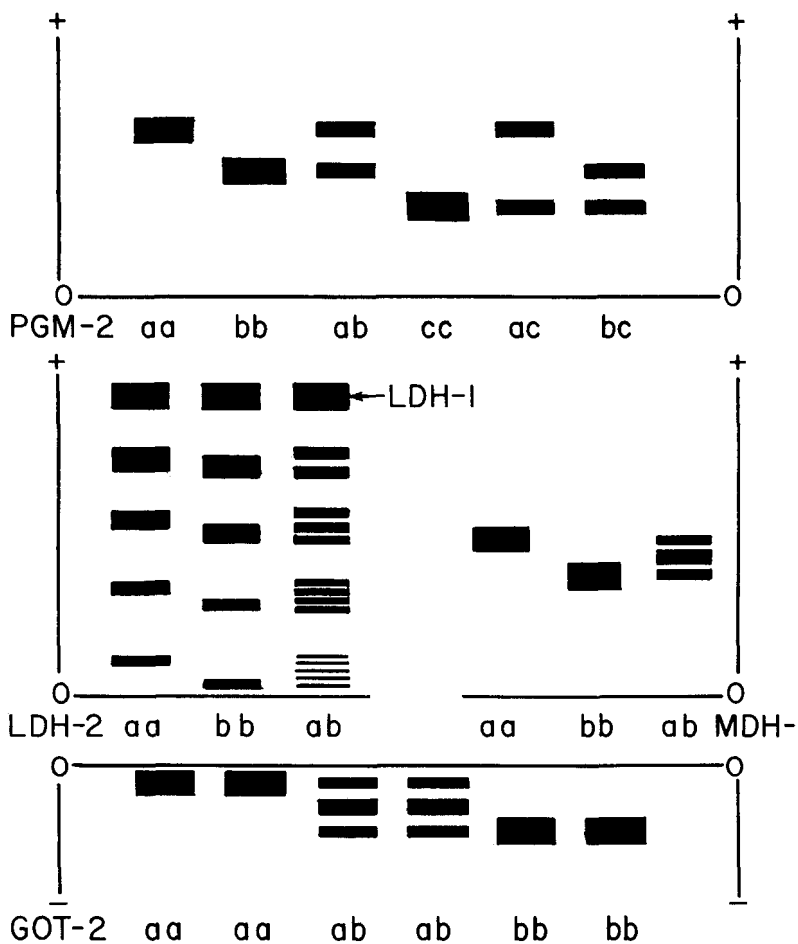 + +
O O
PGM-2 aa bb ab cc ac bc
+ +
LDH-1
O O
LDH-2 aa bb ab aa bb ab MDH-
O O
− −
GOT-2 aa aa ab ab bb bb